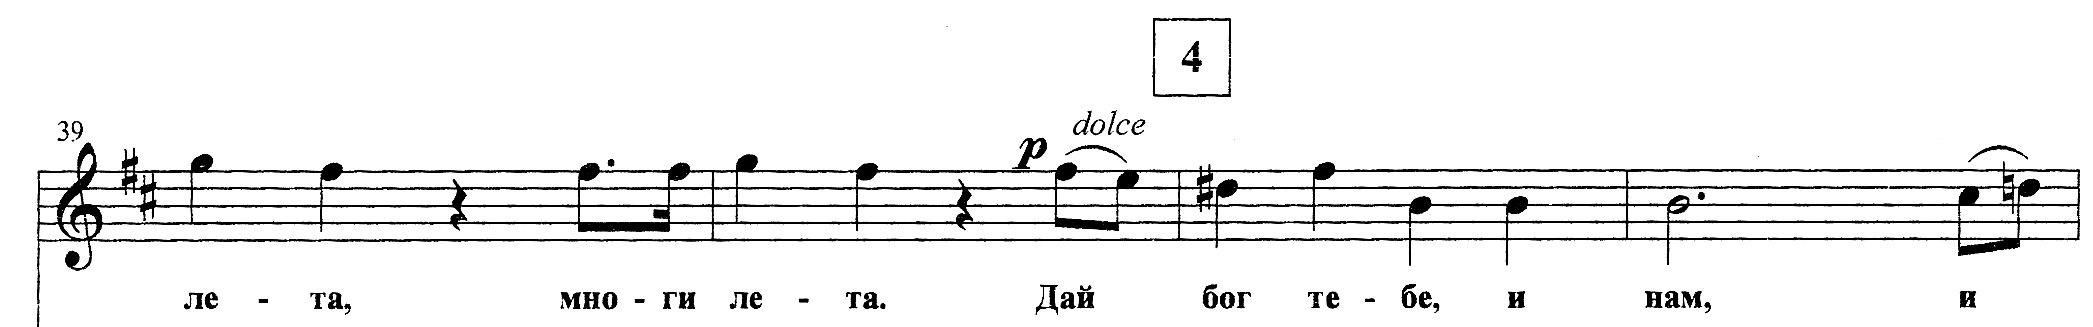 4
39
p dolce
ле - та, мно - ги ле - та. Дай бог те - бе, и нам, и